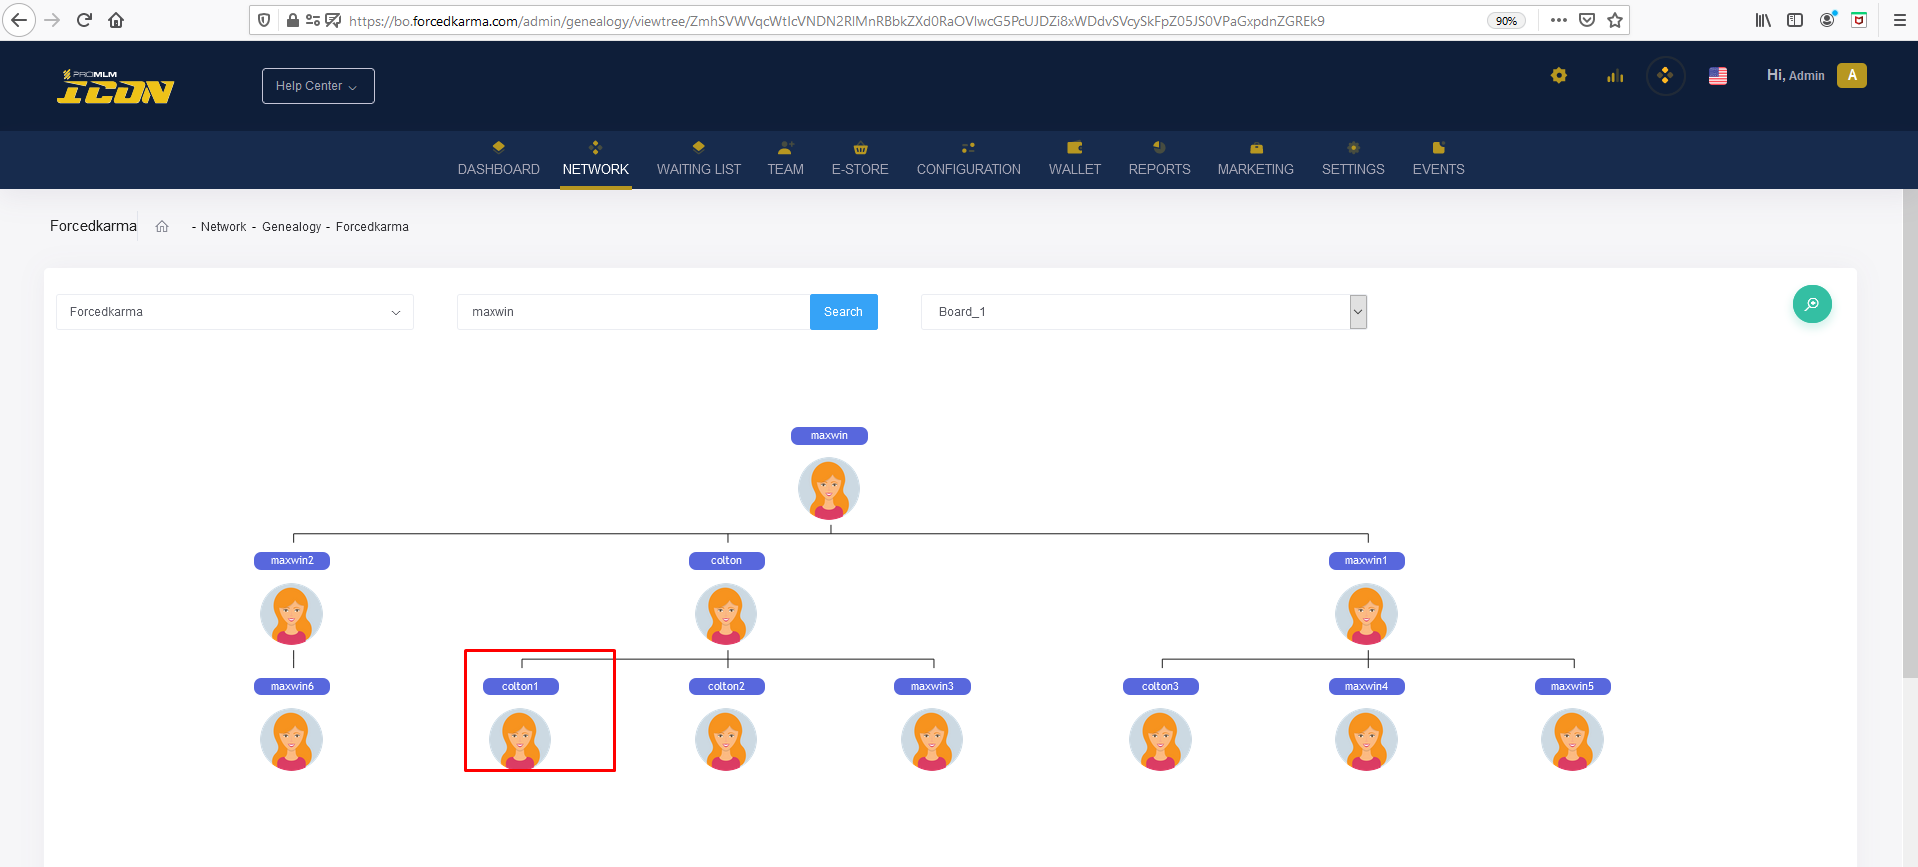 https://bo.forcedkarma.com/admin/genealogy/viewtree/ZmhSVWVqcWtIcVNDN2RlMnRBbkZXd0RaOVlwcG5PcUJDZi8xWDdvSVcySkFpZ05JS0VPaGxpdnZGREk9
90%
PROMLM
ICON
Help Center
Hi, Admin
A
DASHBOARD
NETWORK
WAITING LIST
TEAM
E-STORE
CONFIGURATION
WALLET
REPORTS
MARKETING
SETTINGS
EVENTS
Forcedkarma
- Network - Genealogy - Forcedkarma
Forcedkarma
maxwin
Search
Board_1
maxwin
maxwin2
colton
maxwin1
maxwin6
colton1
colton2
maxwin3
colton3
maxwin4
maxwin5